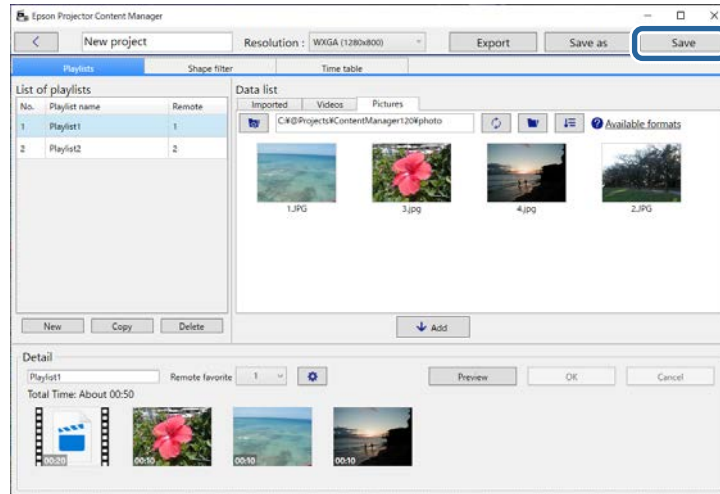 Epson Projector Content Manager
New project
Resolution :
WXGA (1280x800)
Export
Save as
Save
Playlists
Shape filter
Time table
List of playlists
No. Playlist name Remote
1 Playlist1 1
2 Playlist2 2
New
Copy
Delete
Data list
Imported
Videos
Pictures
C:¥@Projects¥ContentManager120¥photo
Available formats
1.JPG
3.jpg
4.jpg
2.JPG
Add
Detail
Playlist1
Remote favorite
1
Preview
OK
Cancel
Total Time: About 00:50
00:20
00:10
00:10
00:10